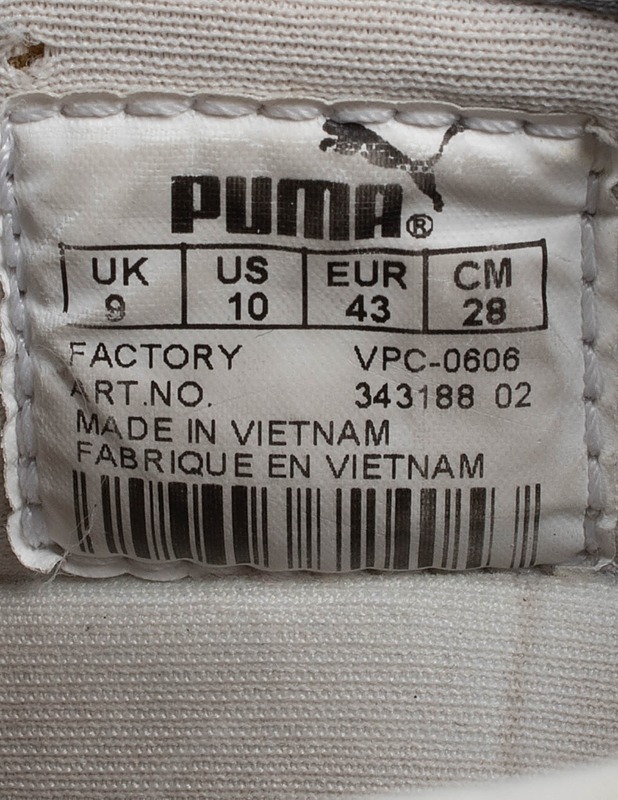 PUMA®
UK US EUR CM
9 10 43 28
FACTORY VPC-0606
ART.NO. 343188 02
MADE IN VIETNAM
FABRIQUE EN VIETNAM